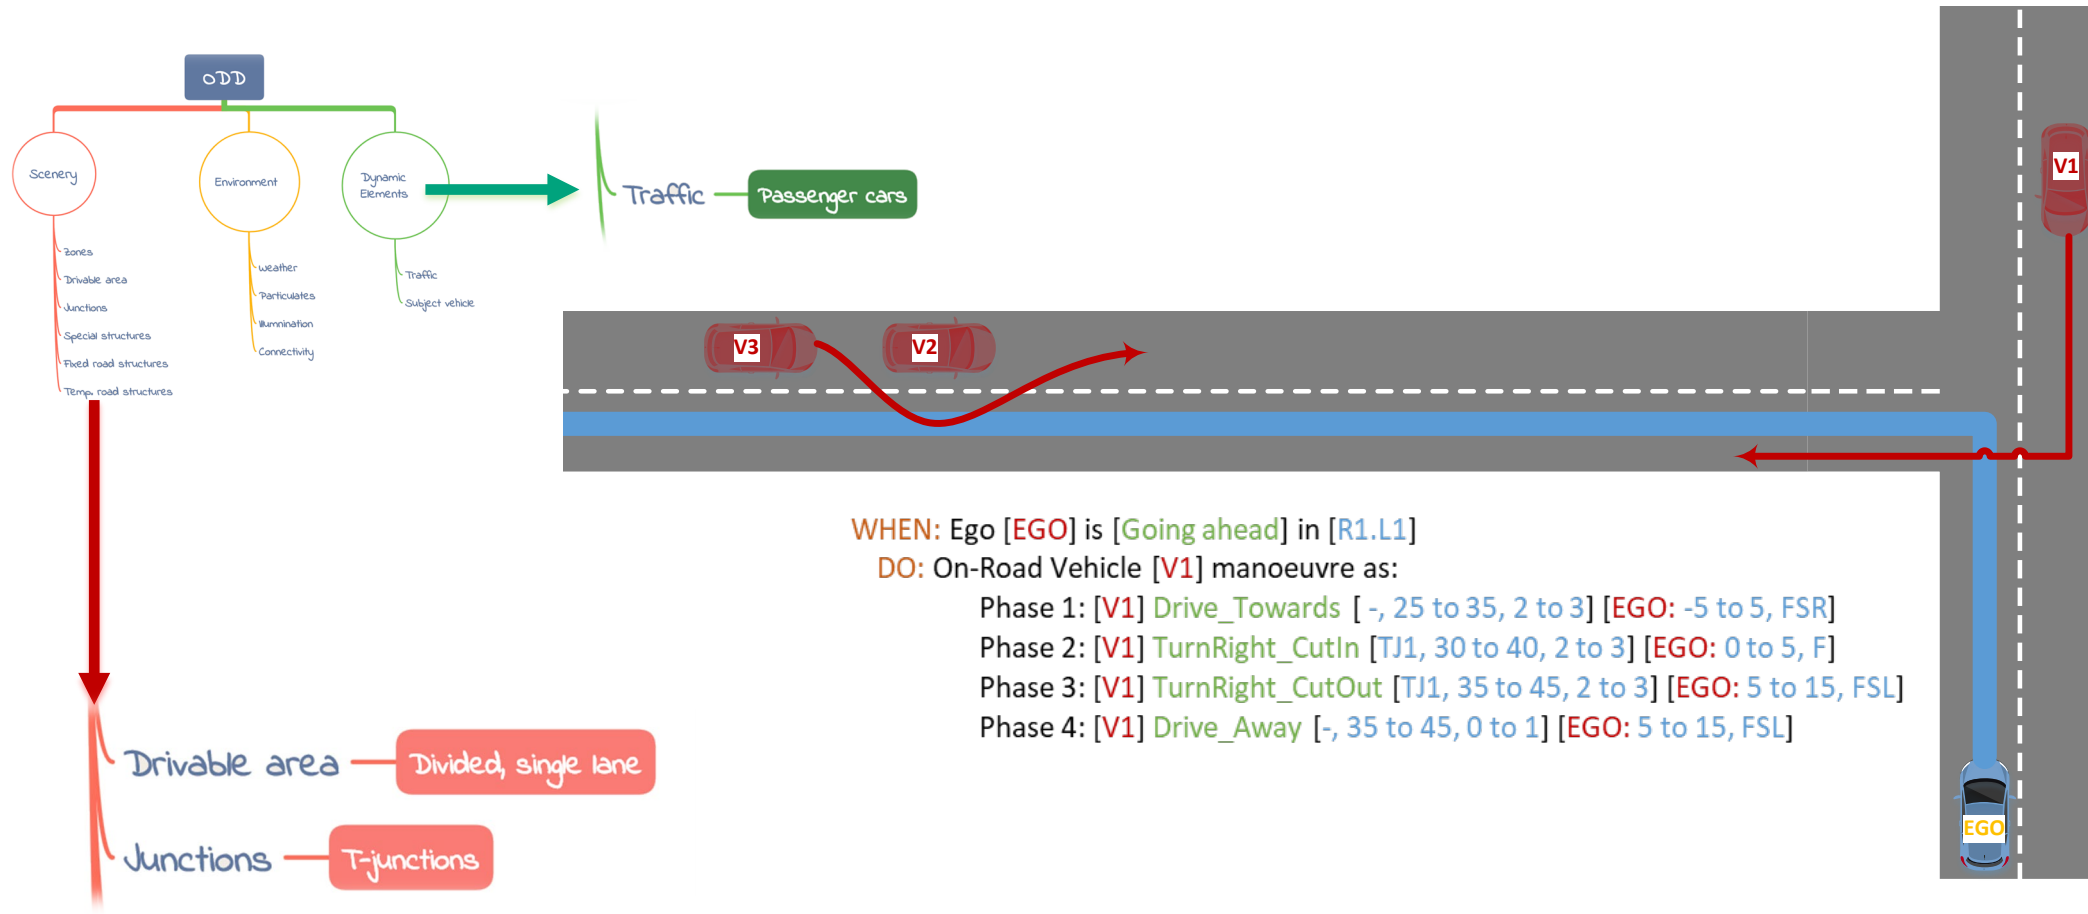 ODD
Scenery
Environment
Dynamic
Elements
Zones
Drivable area
Junctions
Special structures
Fixed road structures
Temp. road structures
Weather
Particulates
Illumnination
Connectivity
Traffic
Subject vehicle
Traffic
Passenger cars
V1
V3
V2
WHEN: Ego [EGO] is [Going ahead] in [R1.L1]
DO: On-Road Vehicle [V1] manoeuvre as:
Phase 1: [V1] Drive_Towards [ -, 25 to 35, 2 to 3] [EGO: -5 to 5, FSR]
Phase 2: [V1] TurnRight_CutIn [TJ1, 30 to 40, 2 to 3] [EGO: 0 to 5, F]
Phase 3: [V1] TurnRight_CutOut [TJ1, 35 to 45, 2 to 3] [EGO: 5 to 15, FSL]
Phase 4: [V1] Drive_Away [-, 35 to 45, 0 to 1] [EGO: 5 to 15, FSL]
Drivable area
Divided, single lane
Junctions
T-junctions
EGO